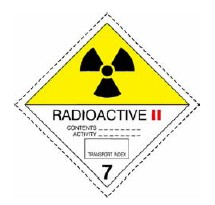 RADIOACTIVE II
CONTENTS
ACTIVITY
TRANSPORT INDEX
7